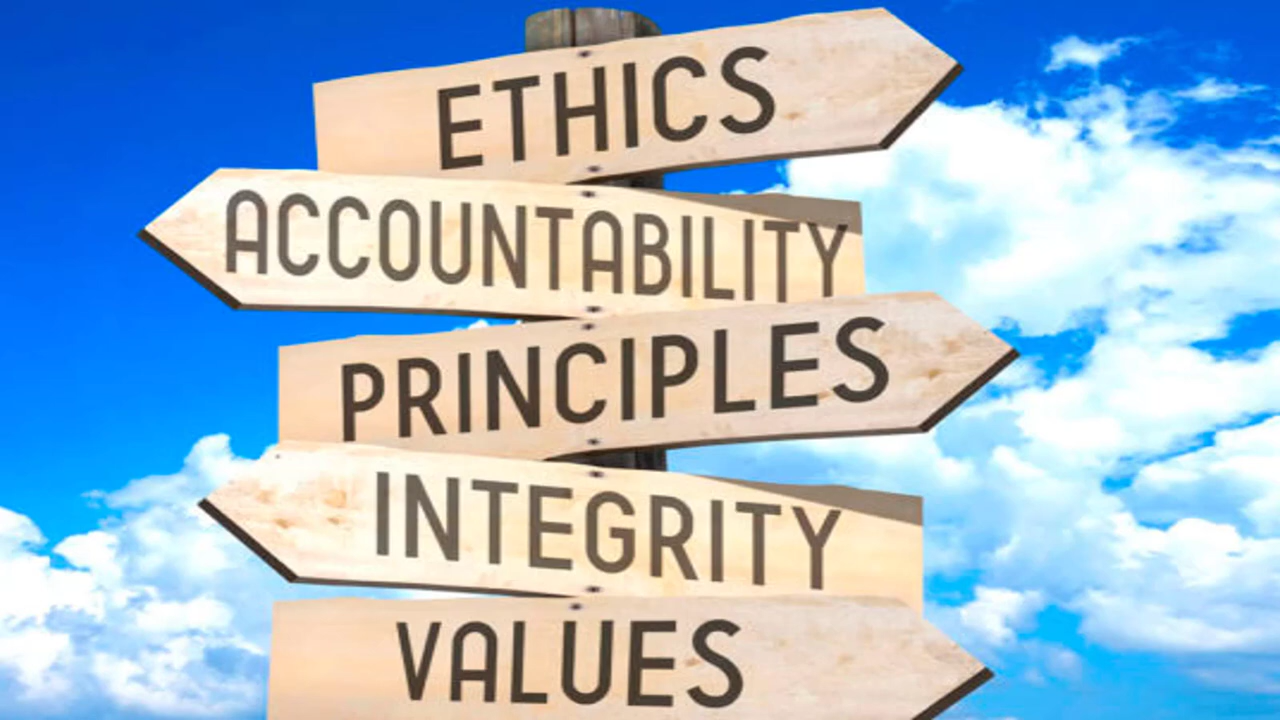 ETHICS
ACCOUNTABILITY
PRINCIPLES
INTEGRITY
VALUES